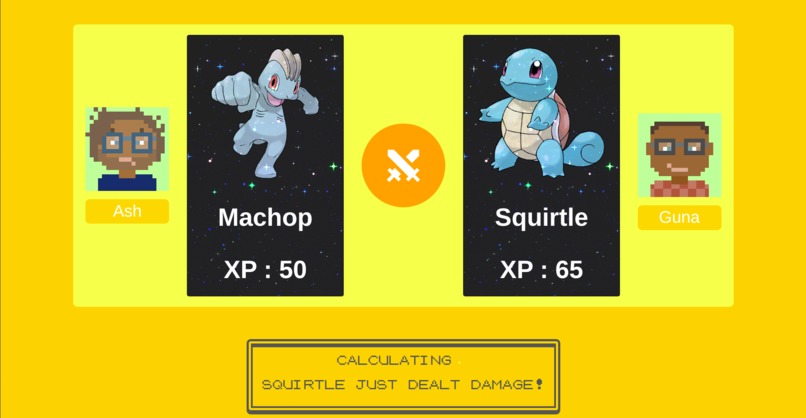 Ash
Machop
XP : 50
Squirtle
XP : 65
Guna
CALCULATING .
SQUIRTLE JUST DEALT DAMAGE!